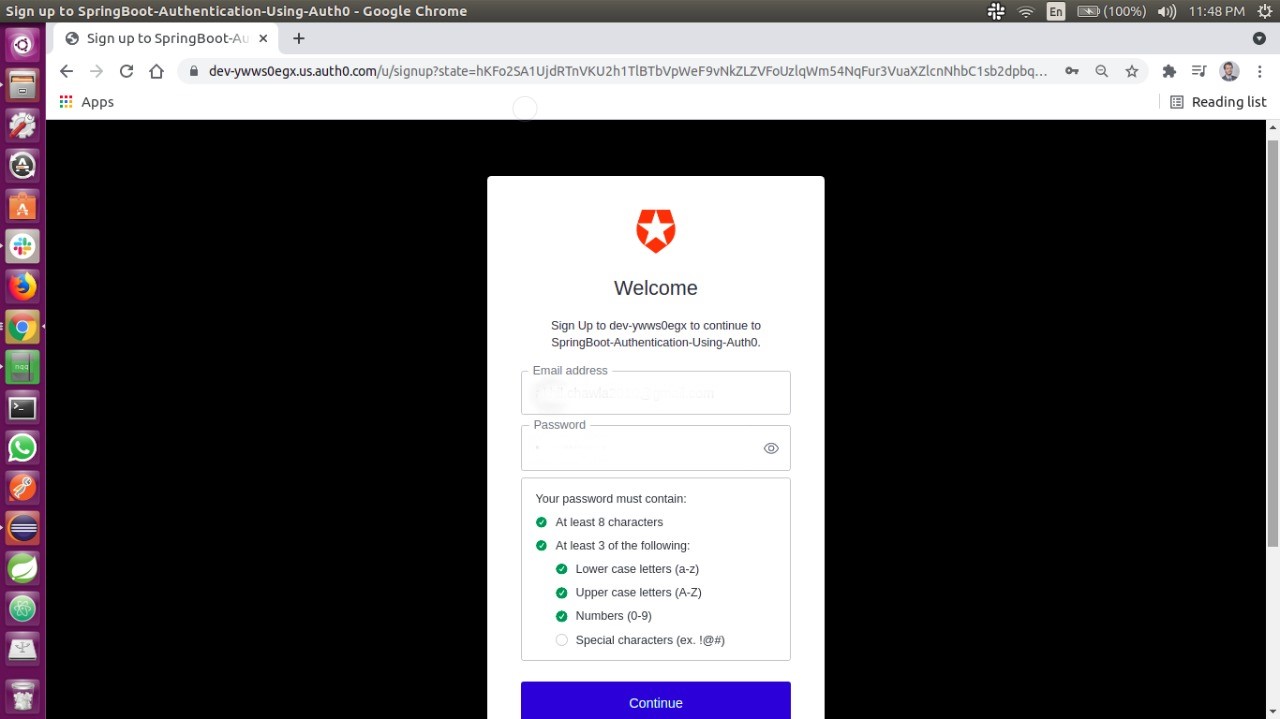 Sign up to SpringBoot-Authentication-Using-Auth0 - Google Chrome
En
(100%)
11:48 PM
Sign up to SpringBoot-Au
dev-ywws0egx.us.auth0.com/u/signup?state=hKFo2SA1UjdRTnVKU2h1TlBTbVpWeF9vNkZLZVFoUzlqWm54NqFur3VuaXZlcnNhbC1sb2dpbq...
Apps
Reading list
Welcome
Sign Up to dev-ywws0egx to continue to
SpringBoot-Authentication-Using-Auth0.
Email address
Password
Your password must contain:
At least 8 characters
At least 3 of the following:
Lower case letters (a-z)
Upper case letters (A-Z)
Numbers (0-9)
Special characters (ex. !@#)
Continue